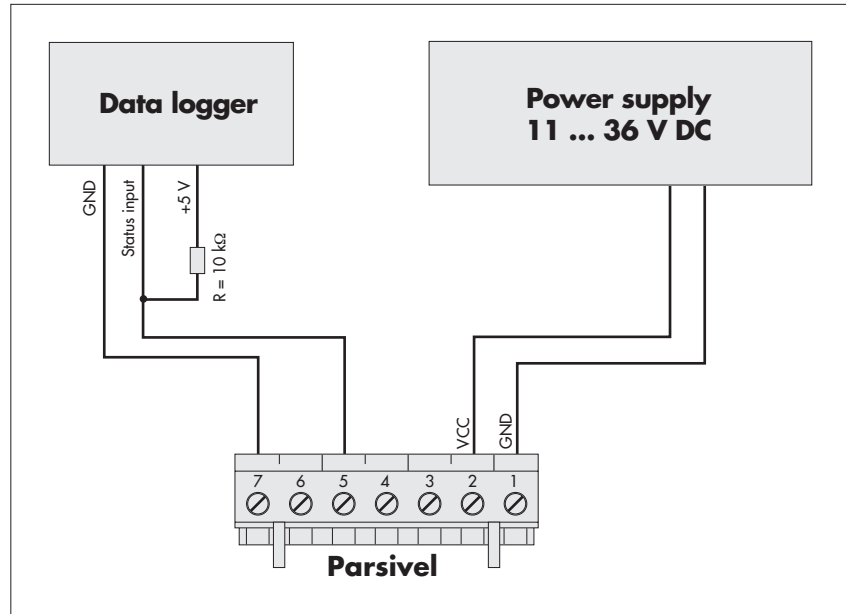 Data logger
Power supply
11 ... 36 V DC
GND
Status input
+5 V
R = 10 kΩ
VCC
GND
7 6 5 4 3 2 1
Parsivel